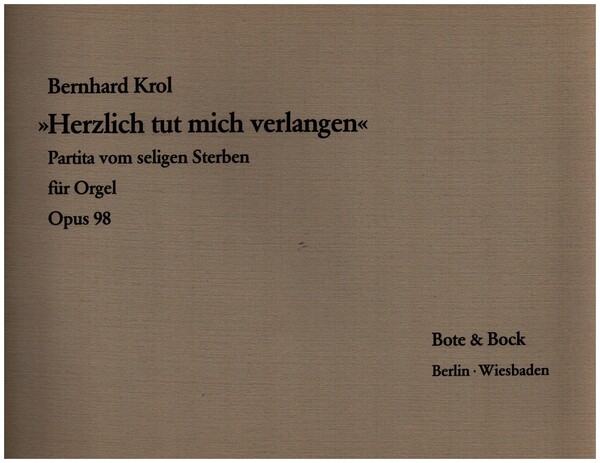 Bernhard Krol
»Herzlich tut mich verlangen«
Partita vom seligen Sterben
für Orgel
Opus 98
Bote & Bock
Berlin · Wiesbaden